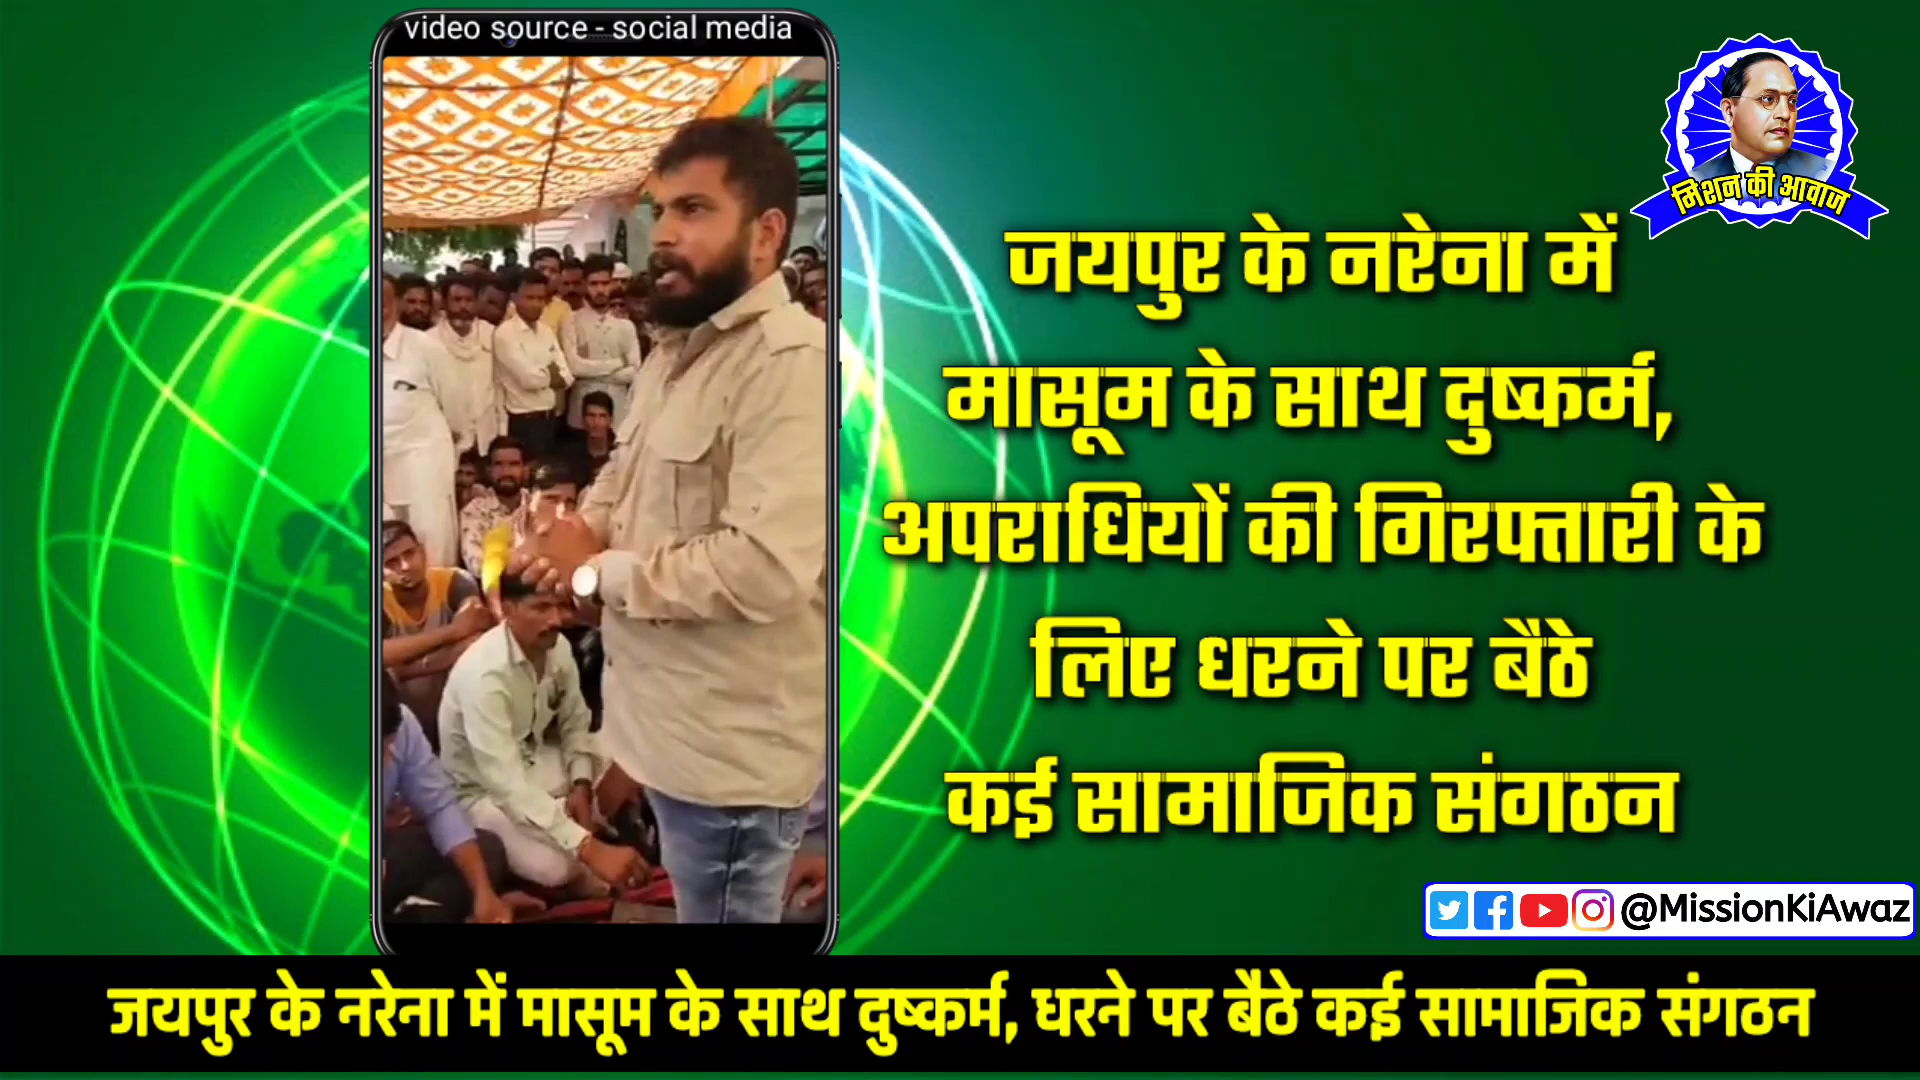 video source - social media
मिशन की आवाज
जयपुर के नरेना में
मासूम के साथ दुष्कर्म,
अपराधियों की गिरफ्तारी के
लिए धरने पर बैठे
कई सामाजिक संगठन
@MissionKiAwaz
जयपुर के नरेना में मासूम के साथ दुष्कर्म, धरने पर बैठे कई सामाजिक संगठन